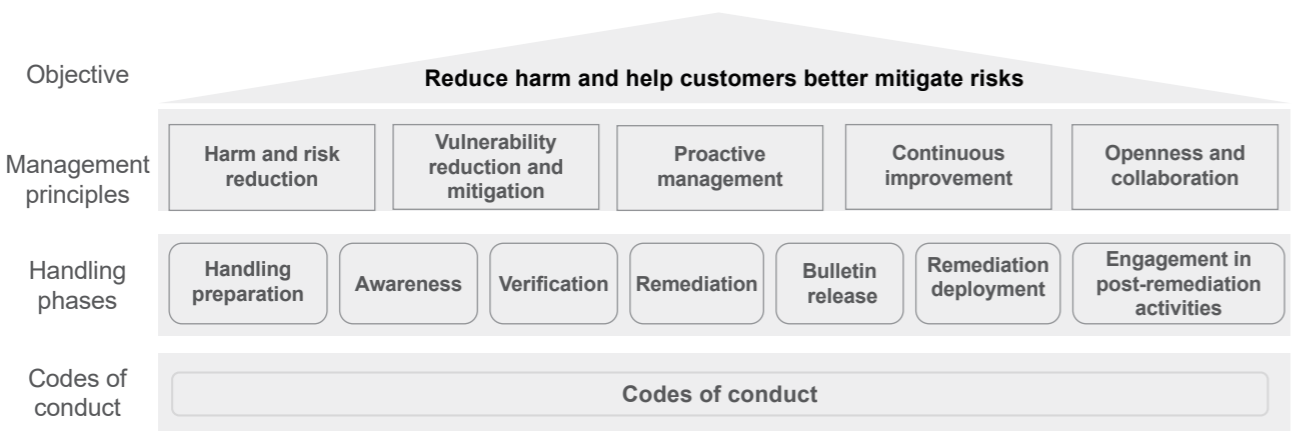 Objective
Reduce harm and help customers better mitigate risks
Management
principles
Harm and risk
reduction
Vulnerability
reduction and
mitigation
Proactive
management
Continuous
improvement
Openness and
collaboration
Handling
phases
Handling
preparation
Awareness
Verification
Remediation
Bulletin
release
Remediation
deployment
Engagement in
post-remediation
activities
Codes of
conduct
Codes of conduct